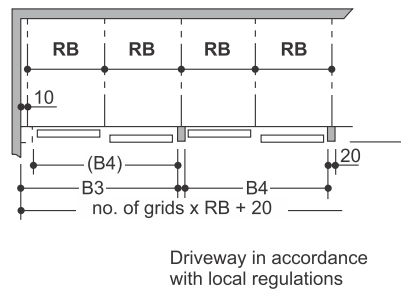 RB RB RB RB
10
(B4)
20
B3 B4
no. of grids x RB + 20
Driveway in accordance
with local regulations